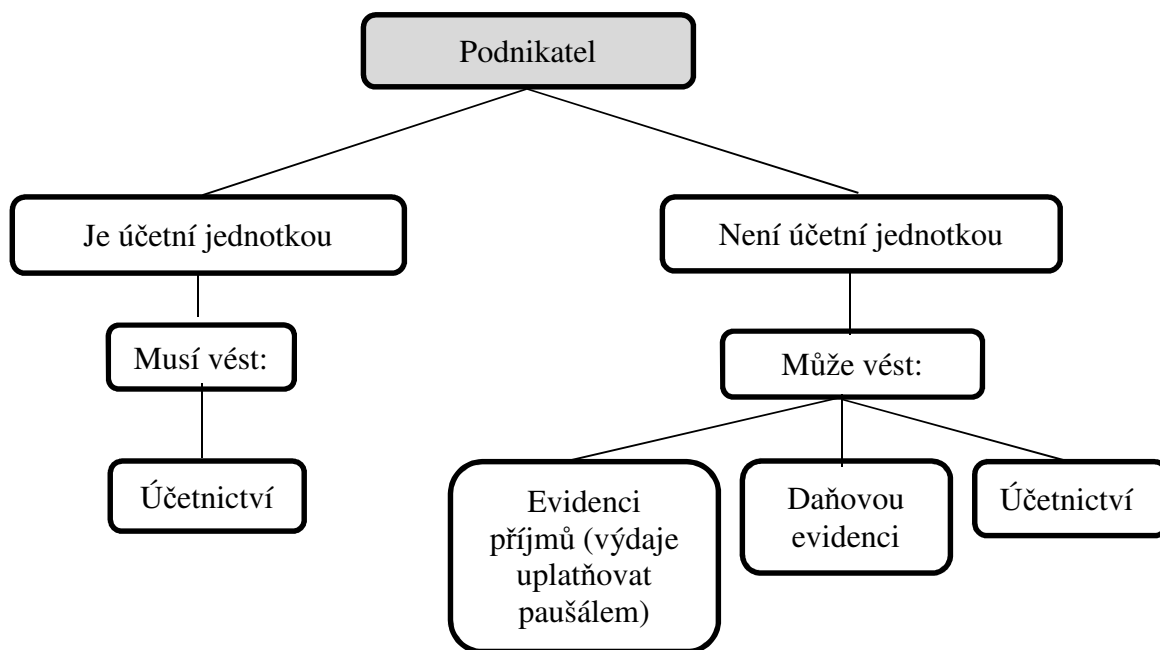 Podnikatel
Je účetní jednotkou
Není účetní jednotkou
Musí vést:
Může vést:
Účetnictví
Evidenci
příjmů (výdaje
uplatňovat
paušálem)
Daňovou
evidenci
Účetnictví